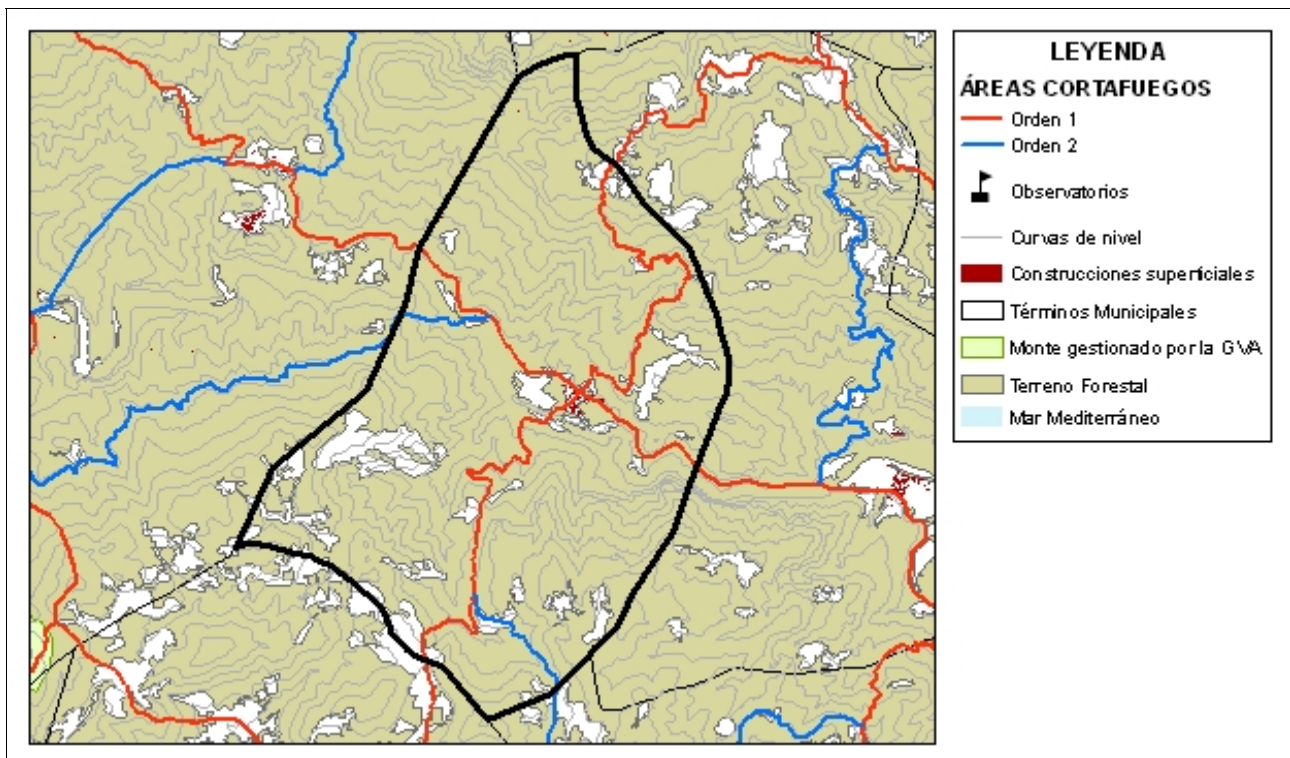 LEYENDA
ÁREAS CORTAFUEGOS
Orden 1
Orden 2
Observatorios
Curvas de nivel
Construcciones superficiales
Términos Municipales
Monte gestionado por la GVA
Terreno Forestal
Mar Mediterráneo